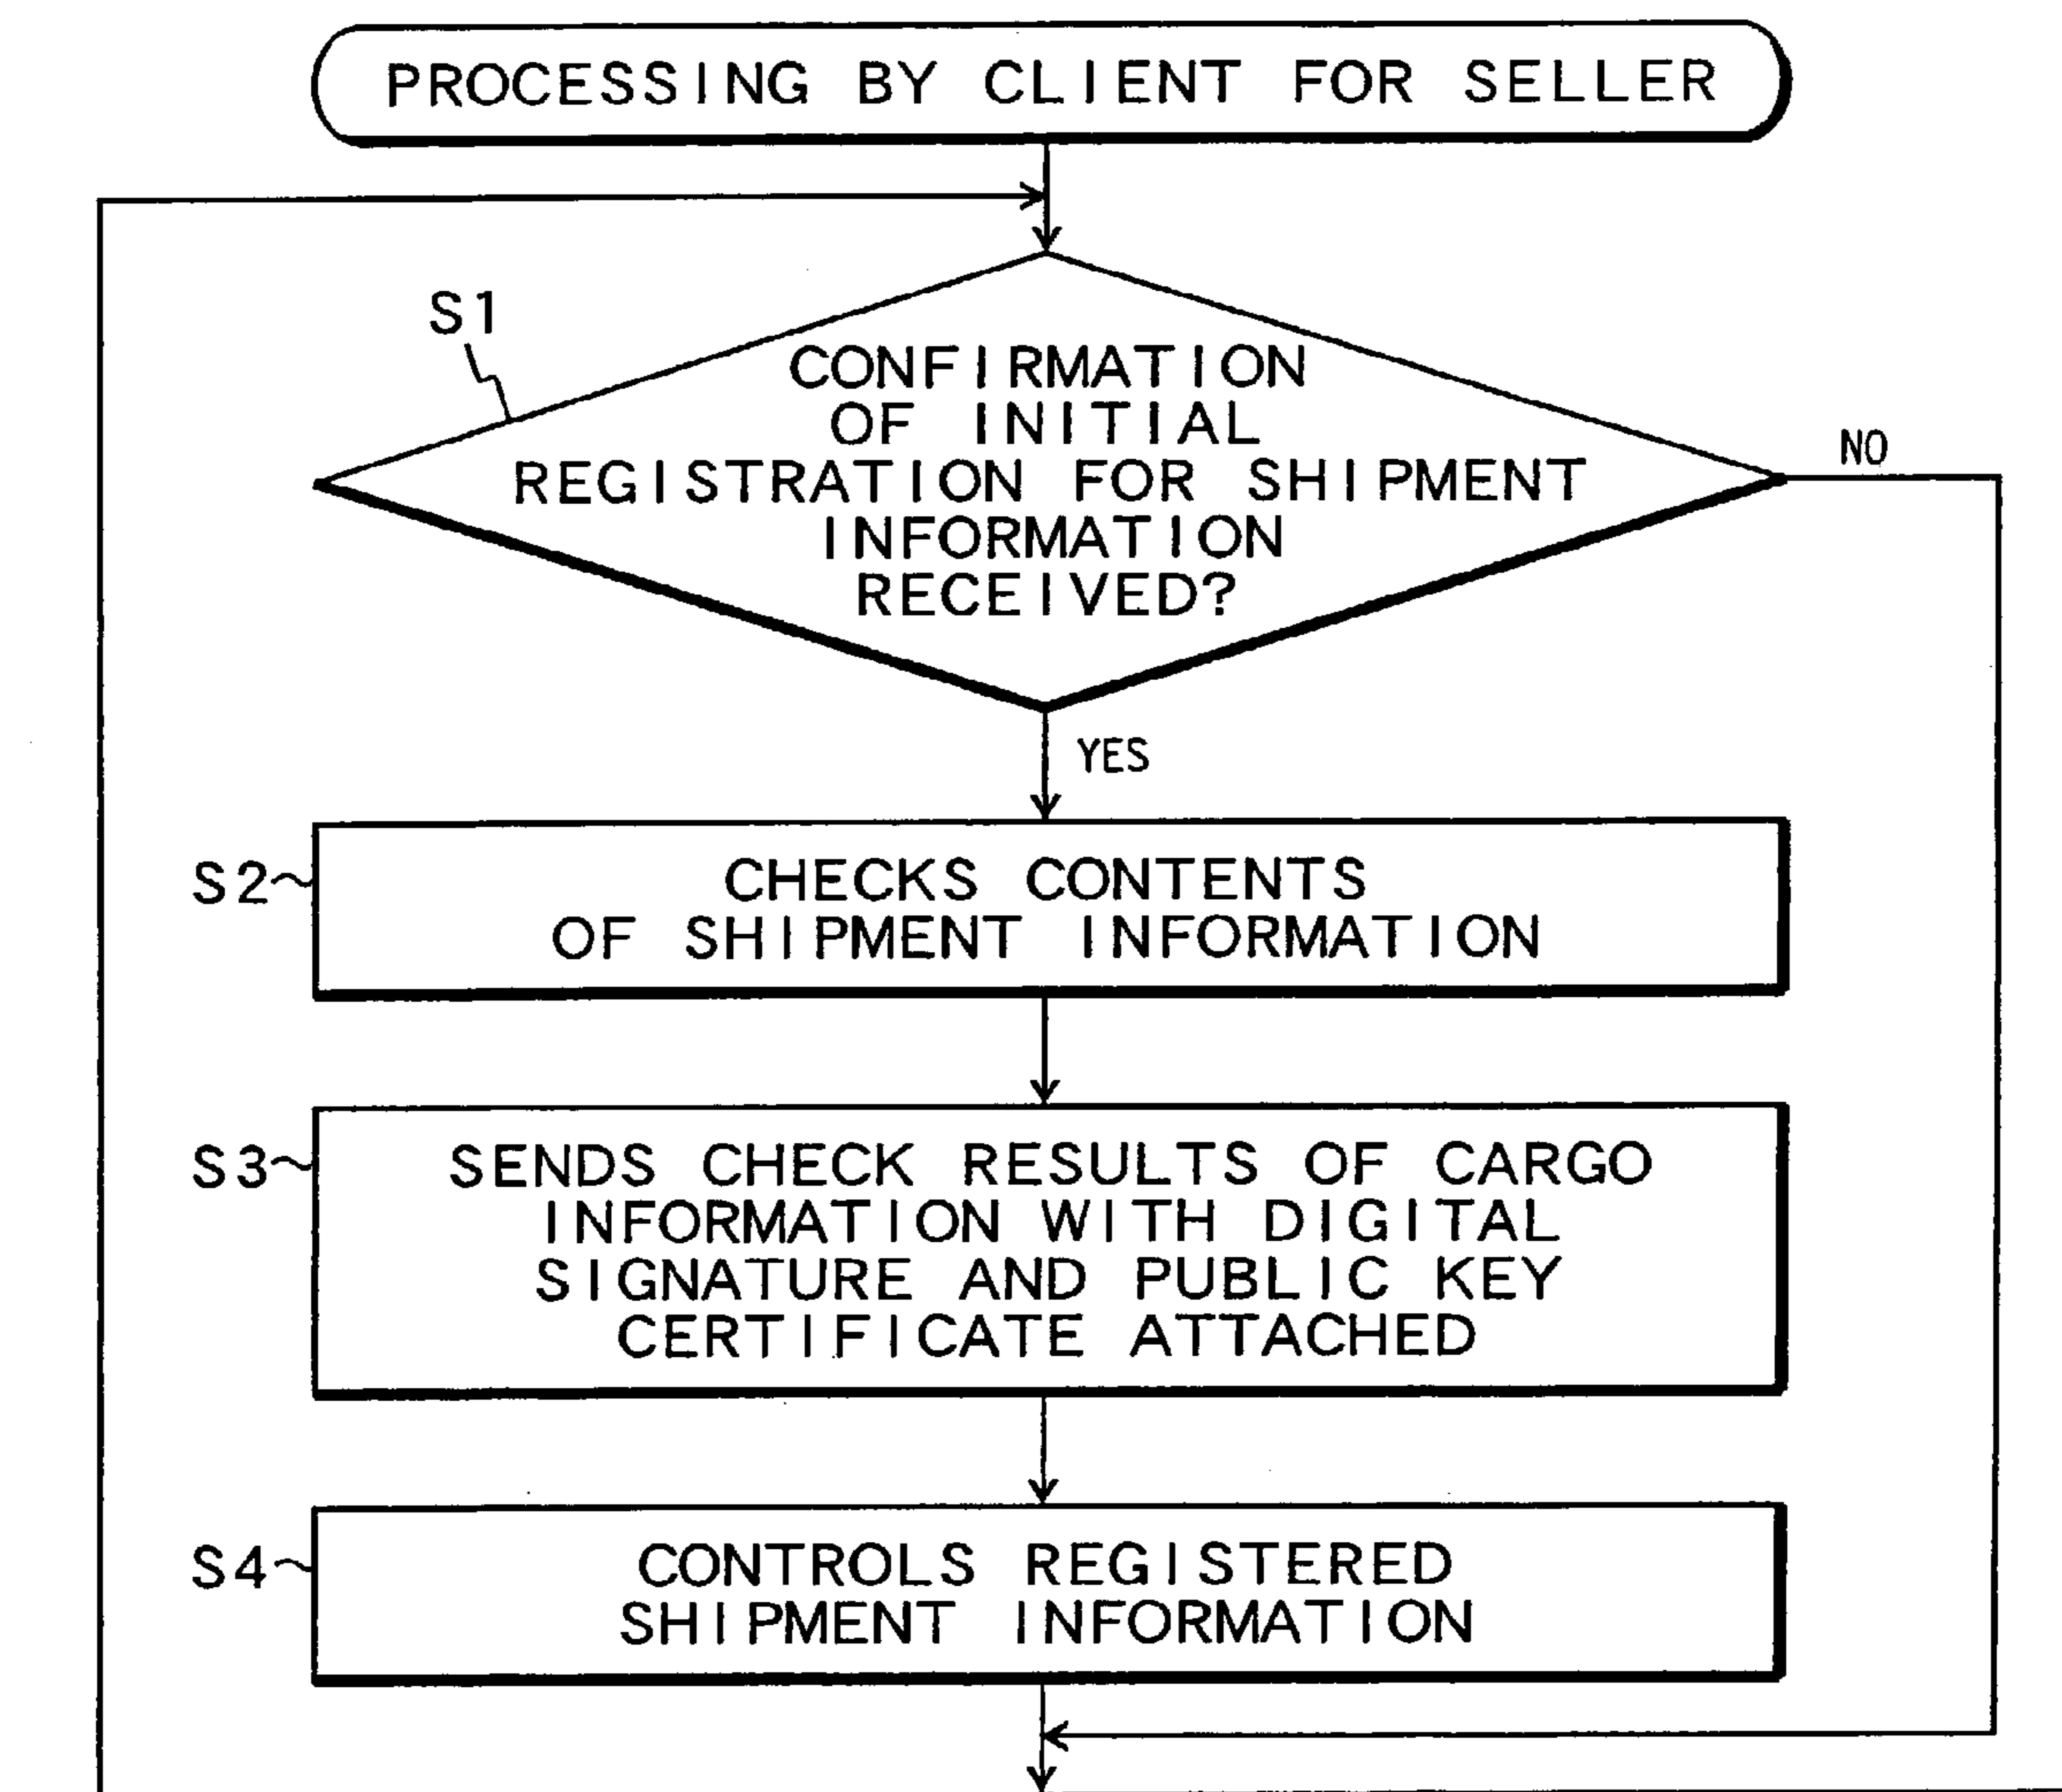 PROCESSING BY CLIENT FOR SELLER
S1
CONFIRMATION
OF INITIAL
REGISTRATION FOR SHIPMENT
INFORMATION
RECEIVED?
NO
YES
S2
CHECKS CONTENTS
OF SHIPMENT INFORMATION
S3
SENDS CHECK RESULTS OF CARGO
INFORMATION WITH DIGITAL
SIGNATURE AND PUBLIC KEY
CERTIFICATE ATTACHED
S4
CONTROLS REGISTERED
SHIPMENT INFORMATION